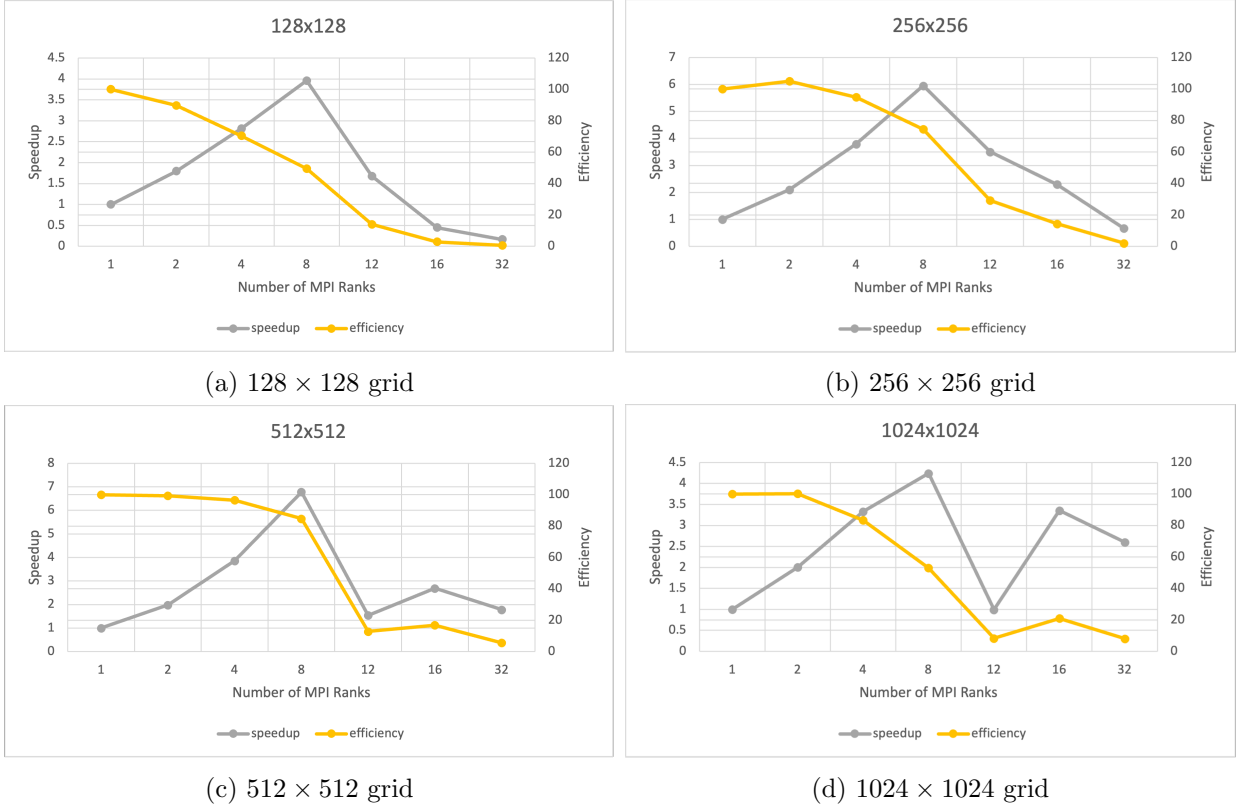 128x128
4.5
4
3.5
3
2.5
2
1.5
1
0.5
0
Speedup
120
100
80
60
40
20
0
Efficiency
1 2 4 8 12 16 32
Number of MPI Ranks
speedup efficiency
(a) 128 × 128 grid
256x256
7
6
5
4
3
2
1
0
Speedup
120
100
80
60
40
20
0
Efficiency
1 2 4 8 12 16 32
Number of MPI Ranks
speedup efficiency
(b) 256 × 256 grid
512x512
8
7
6
5
4
3
2
1
0
Speedup
120
100
80
60
40
20
0
Efficiency
1 2 4 8 12 16 32
Number of MPI Ranks
speedup efficiency
(c) 512 × 512 grid
1024x1024
4.5
4
3.5
3
2.5
2
1.5
1
0.5
0
Speedup
120
100
80
60
40
20
0
Efficiency
1 2 4 8 12 16 32
Number of MPI Ranks
speedup efficiency
(d) 1024 × 1024 grid